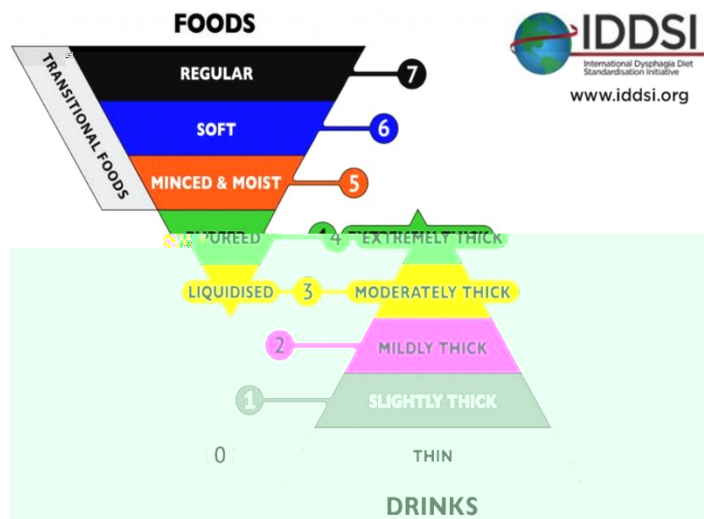 FOODS
IDDSI
International Dysphagia Diet
Standardisation Initiative
www.iddsi.org
TRANSITIONAL FOODS
REGULAR
7
SOFT
6
MINCED & MOIST
5
PUREED
4
EXTREMELY THICK
LIQUIDISED
3
MODERATELY THICK
2
MILDLY THICK
1
SLIGHTLY THICK
0
THIN
DRINKS